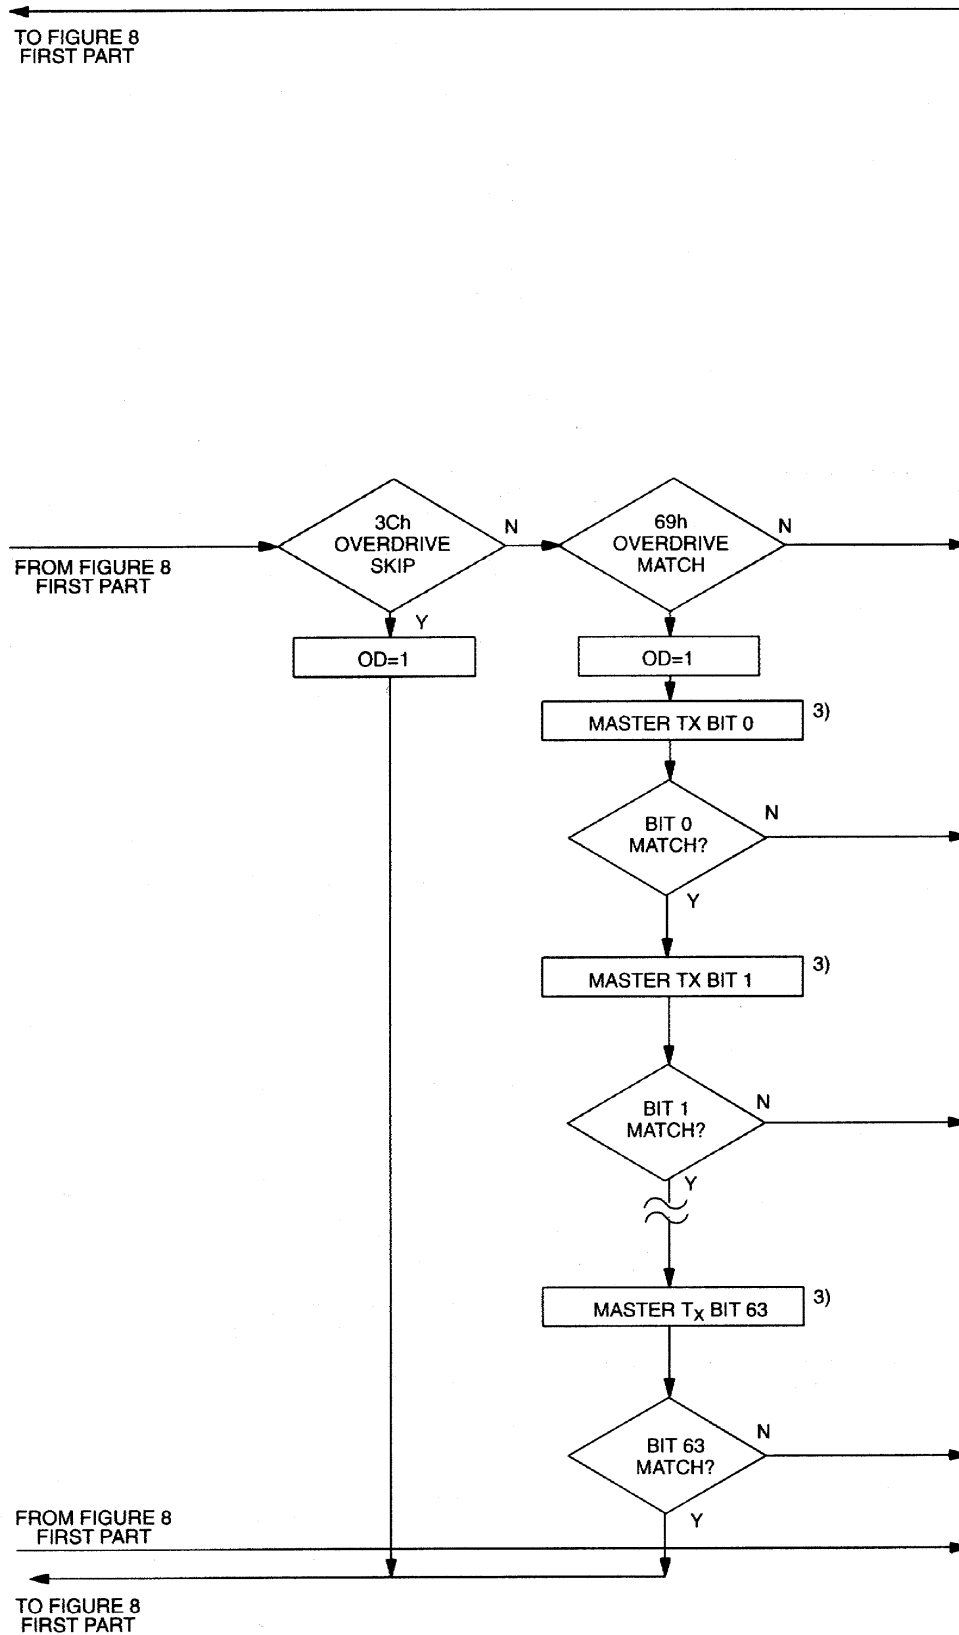 TO FIGURE 8
FIRST PART
3Ch
OVERDRIVE
SKIP
N
69h
OVERDRIVE
MATCH
N
FROM FIGURE 8
FIRST PART
Y
OD=1
OD=1
MASTER TX BIT 0
3)
BIT 0
MATCH?
N
Y
MASTER TX BIT 1
3)
BIT 1
MATCH?
N
Y
MASTER TX BIT 63
3)
BIT 63
MATCH?
N
Y
FROM FIGURE 8
FIRST PART
TO FIGURE 8
FIRST PART